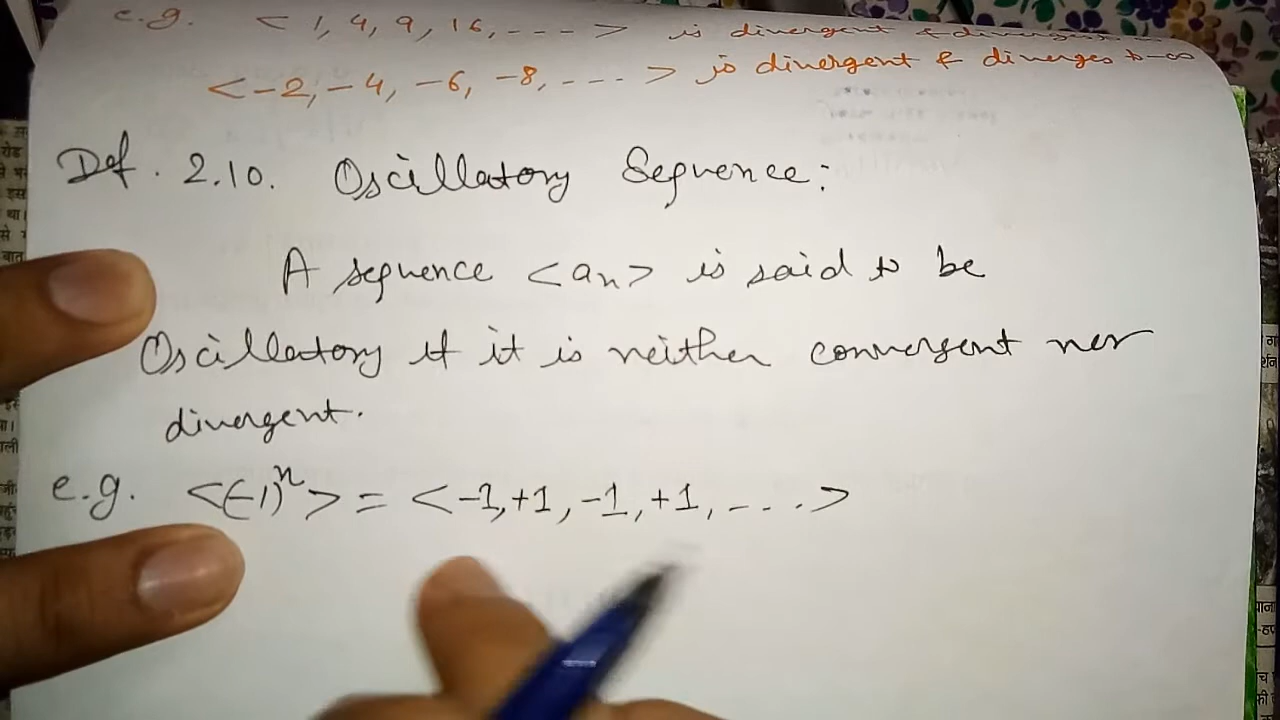 e.g. < 1, 4, 9, 16, - - - > is divergent & diverges
< -2, -4, -6, -8, - - - > is divergent & diverges to -∞
Def. 2.10. Oscillatory Sequence:
A sequence <aₙ> is said to be
Oscillatory if it is neither convergent nor
divergent.
e.g. <(-1)ⁿ> = < -1, +1, -1, +1, - - - >